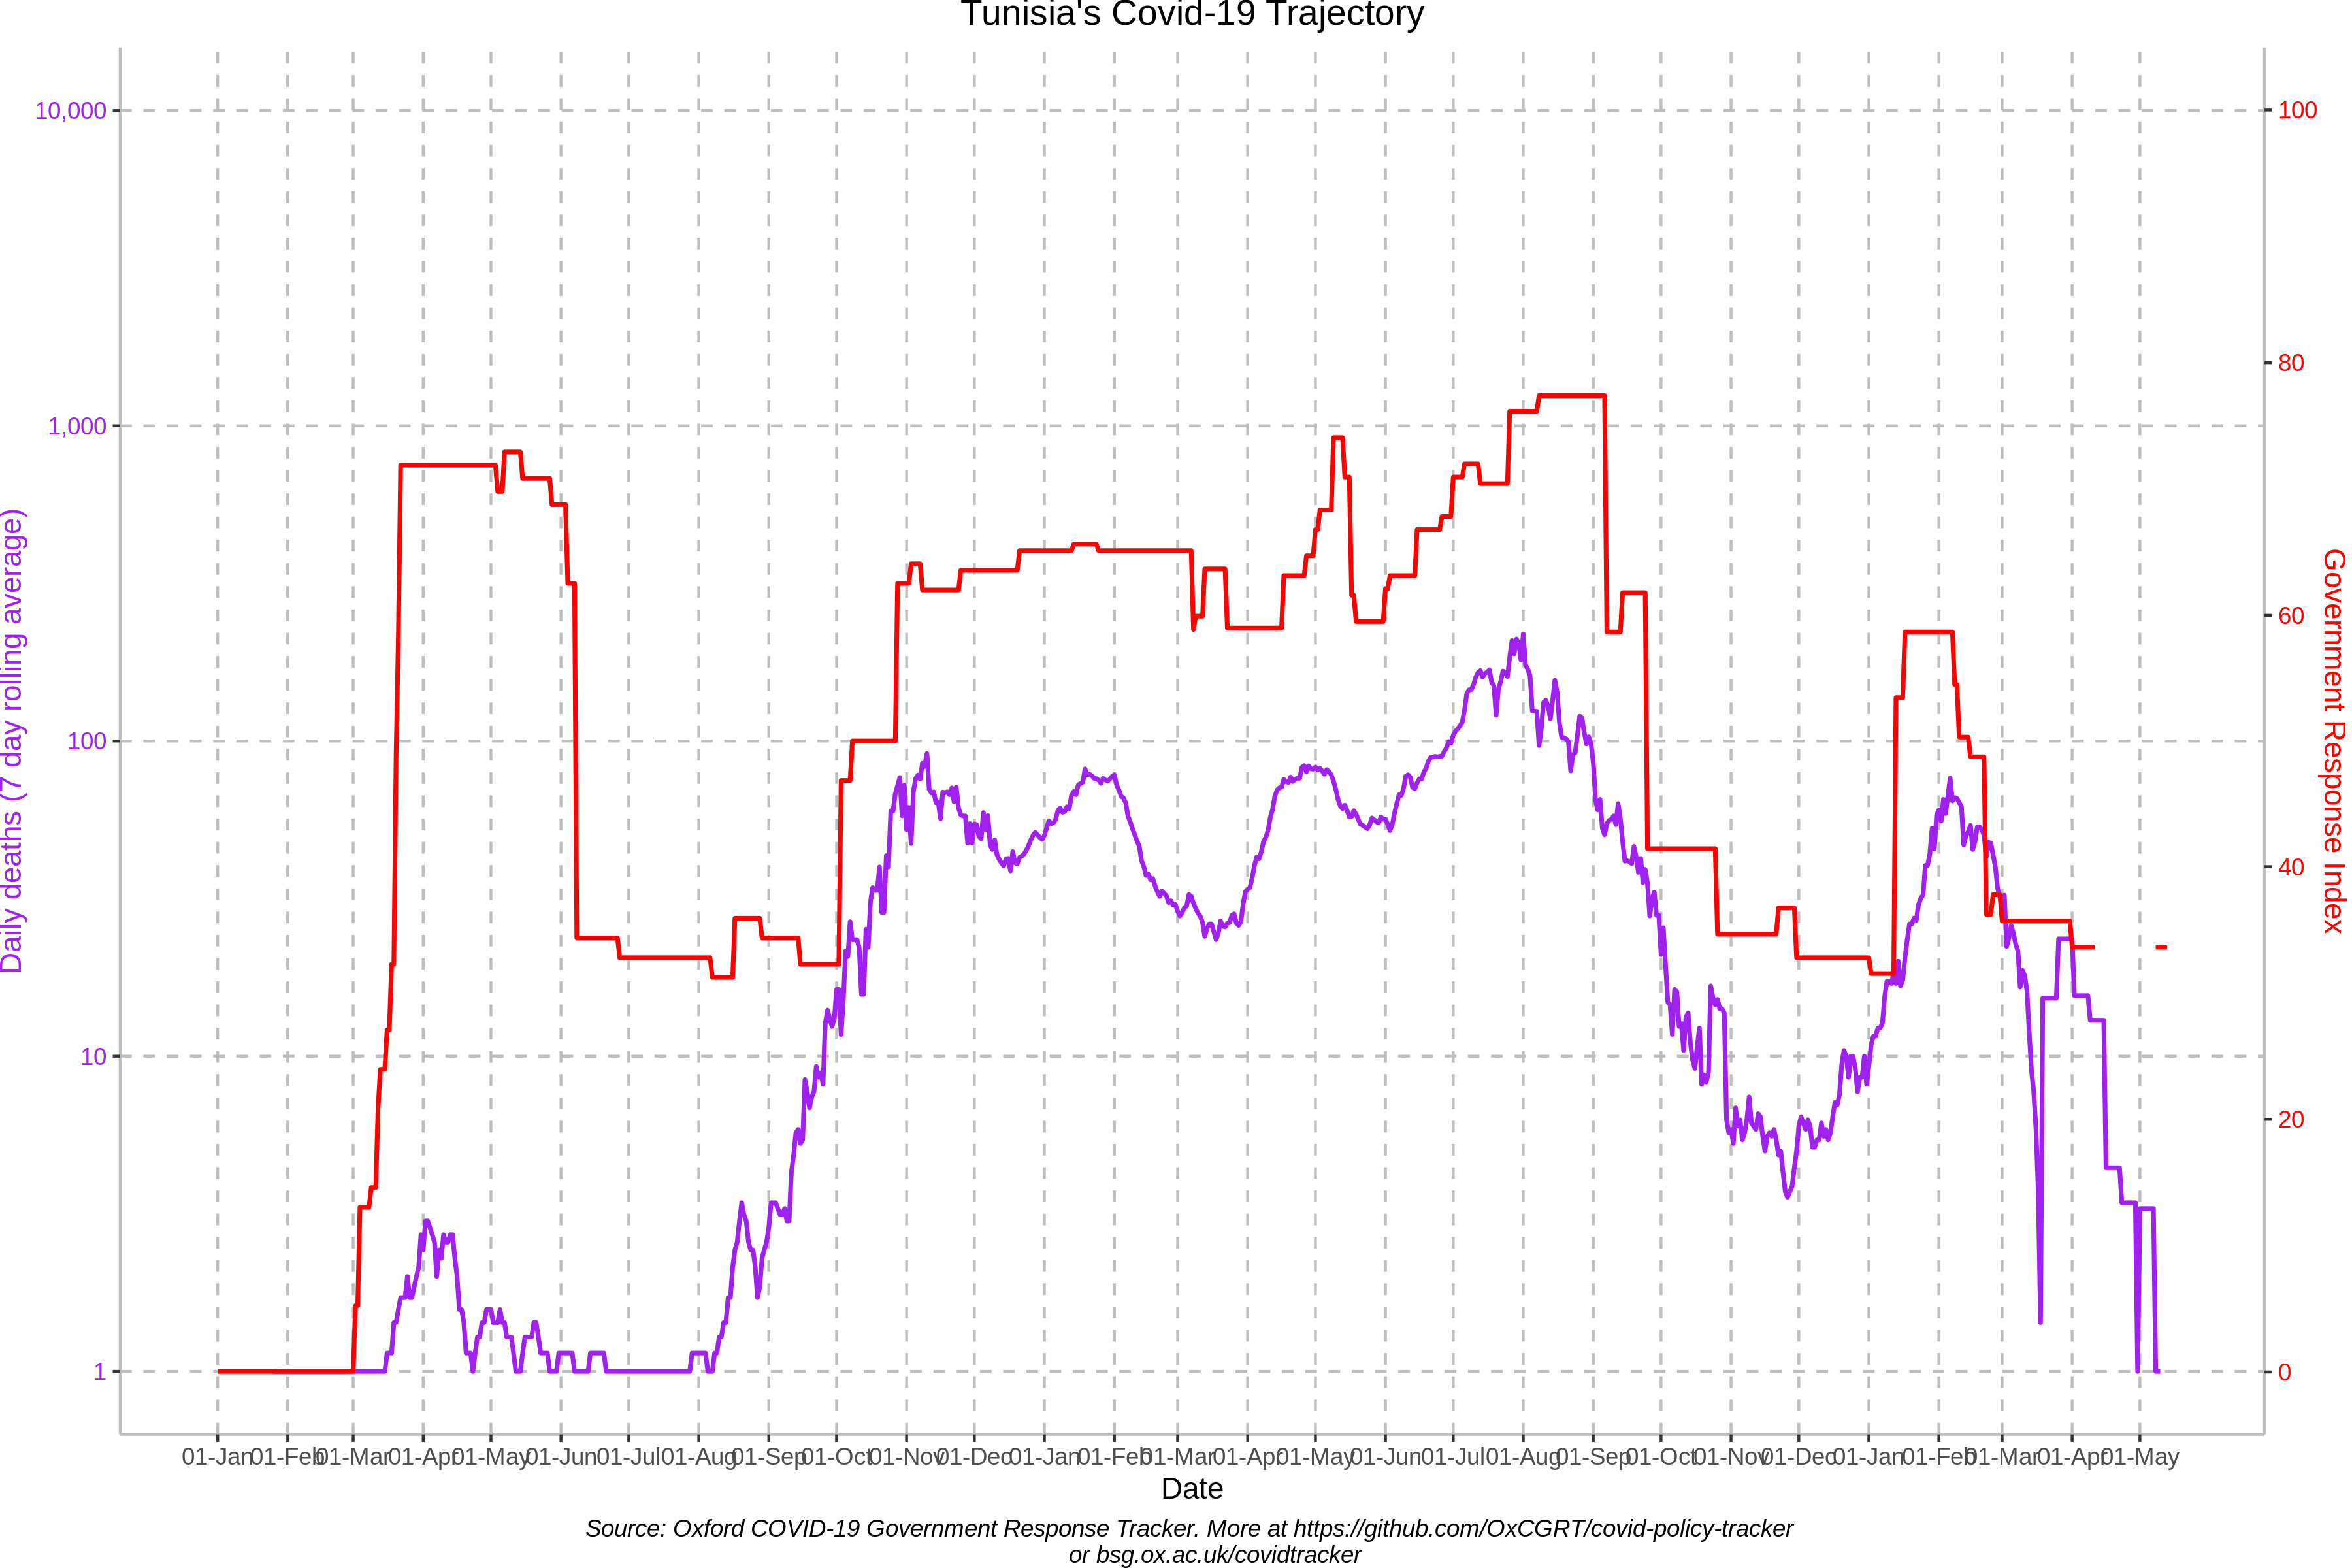 Tunisia's Covid-19 Trajectory
10,000
1,000
100
10
1
Daily deaths (7 day rolling average)
100
80
60
40
20
0
Government Response Index
01-Jan 01-Feb 01-Mar 01-Apr 01-May 01-Jun 01-Jul 01-Aug 01-Sep 01-Oct 01-Nov 01-Dec 01-Jan 01-Feb 01-Mar 01-Apr 01-May 01-Jun 01-Jul 01-Aug 01-Sep 01-Oct 01-Nov 01-Dec 01-Jan 01-Feb 01-Mar 01-Apr 01-May
Date
Source: Oxford COVID-19 Government Response Tracker. More at https://github.com/OxCGRT/covid-policy-tracker
or bsg.ox.ac.uk/covidtracker